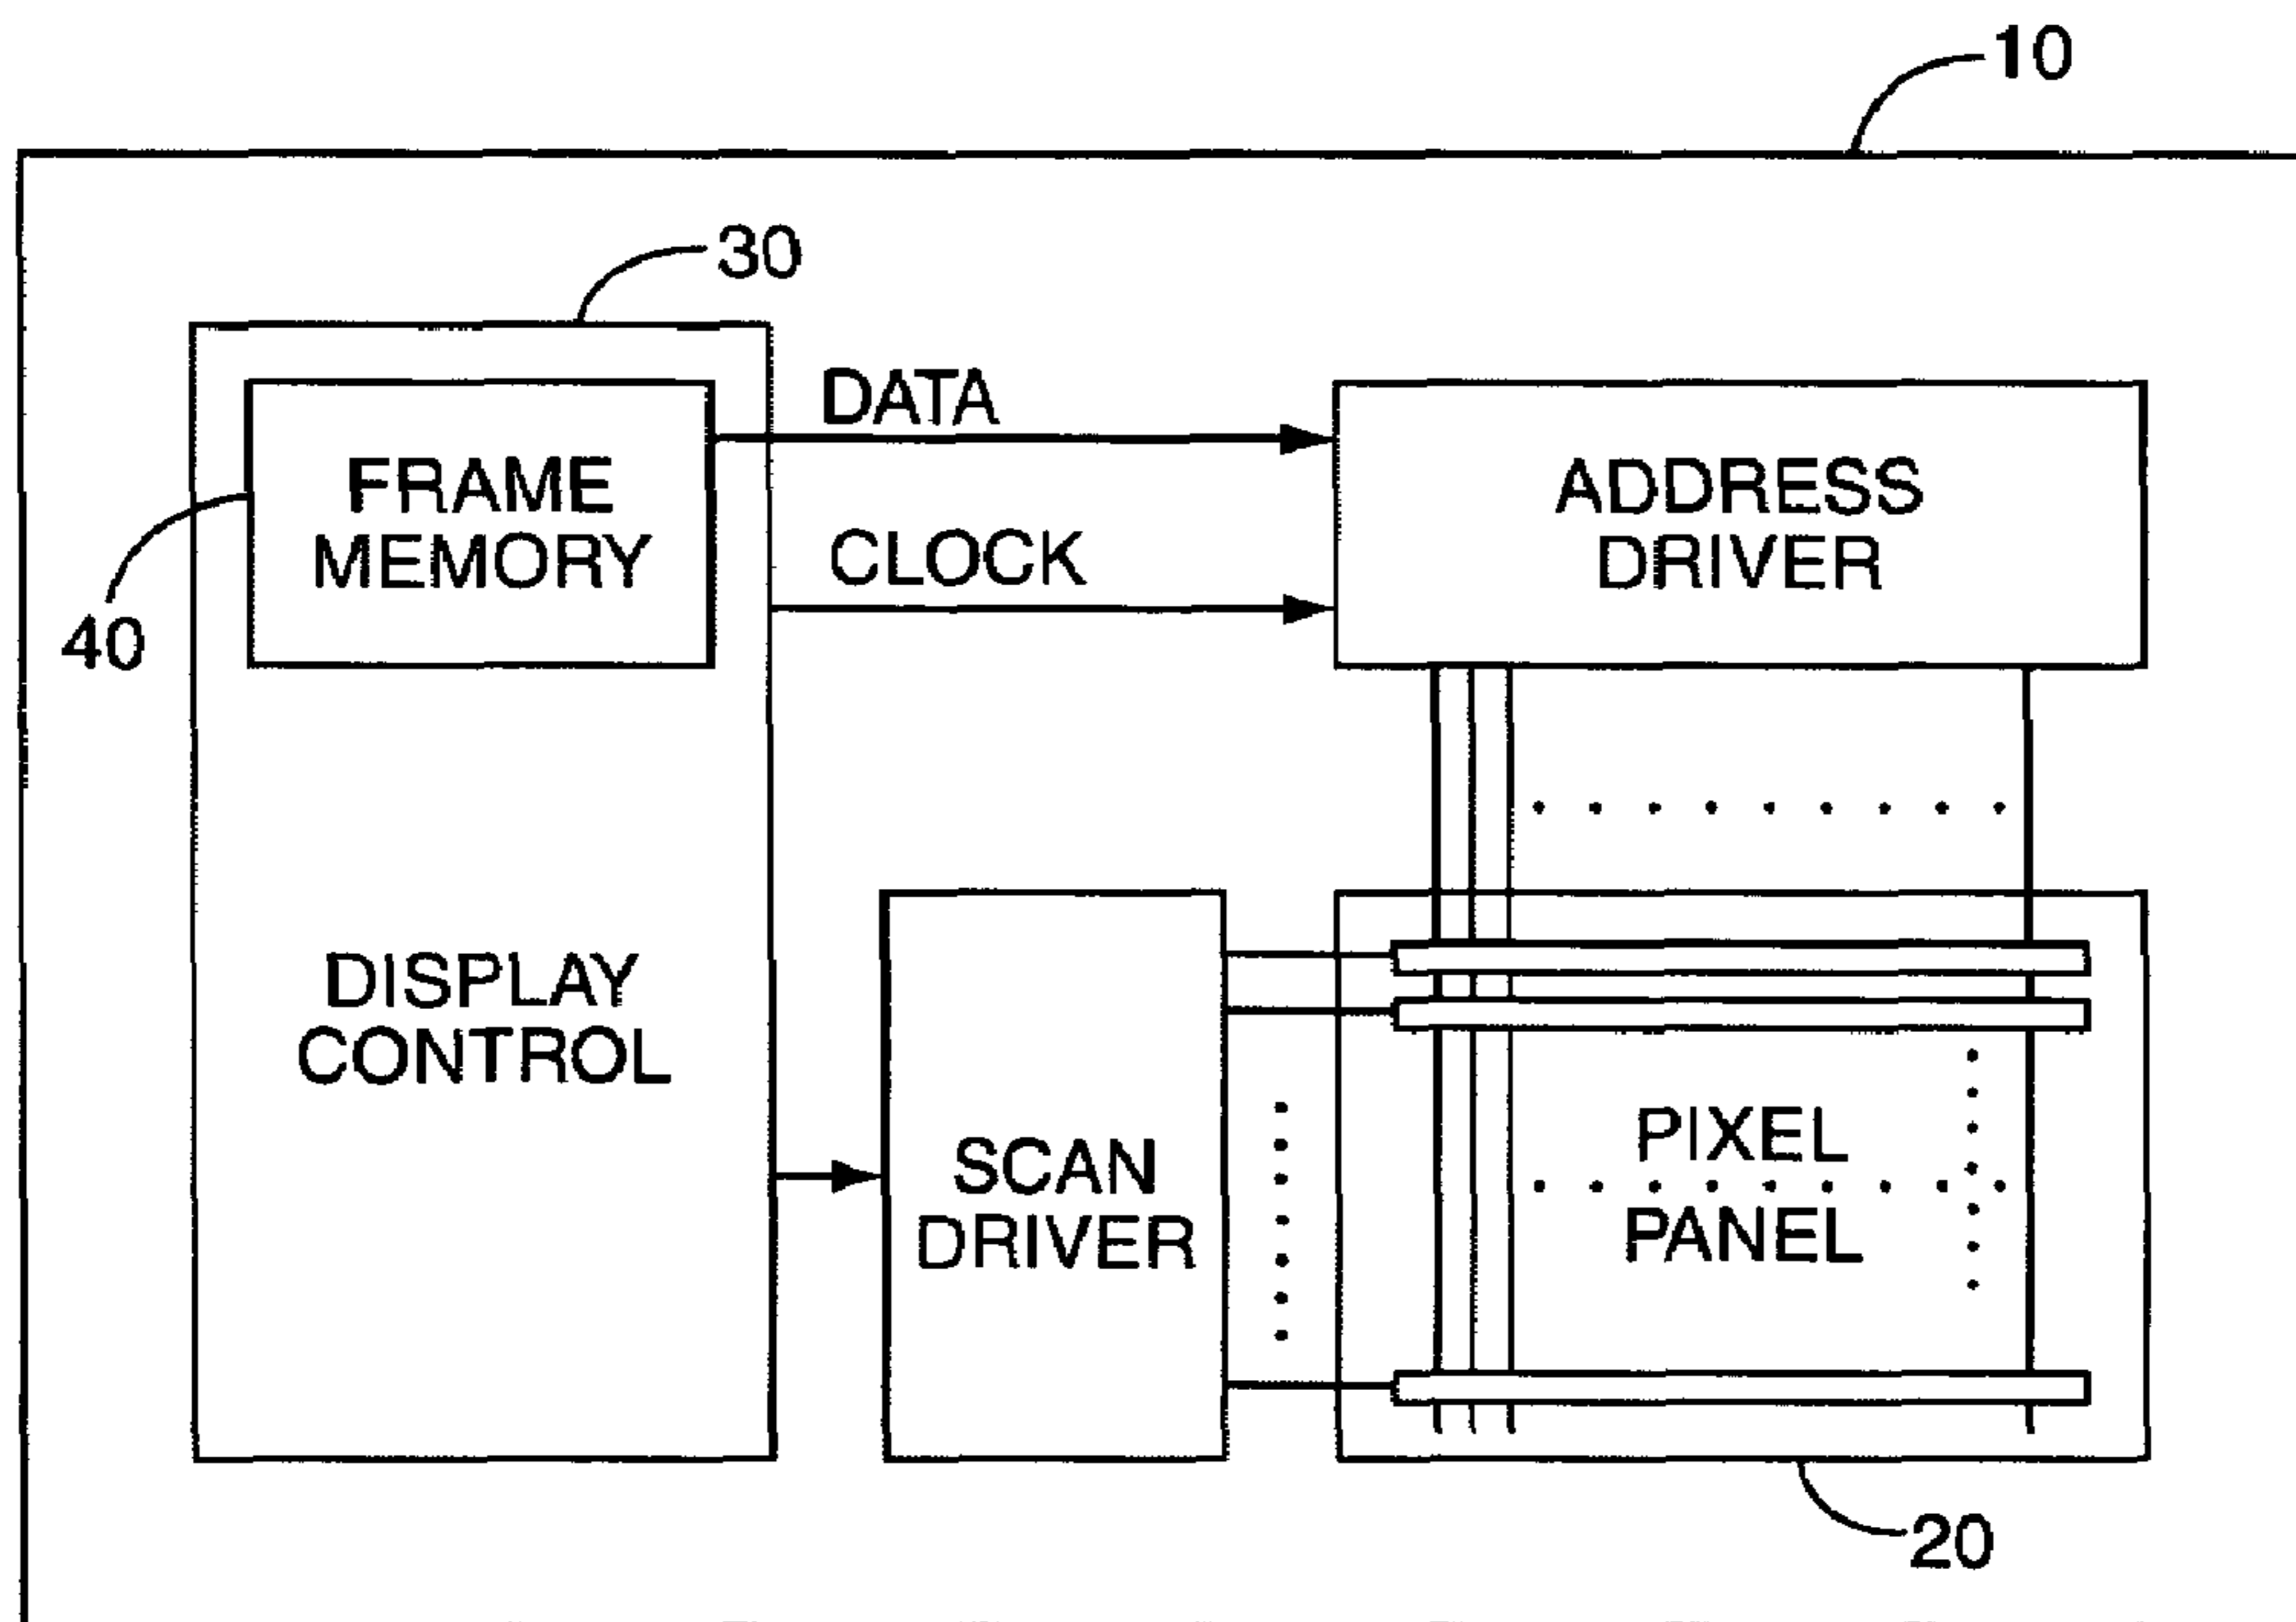 10
30
DATA
FRAME
MEMORY
ADDRESS
DRIVER
CLOCK
40
DISPLAY
CONTROL
SCAN
DRIVER
PIXEL
PANEL
20